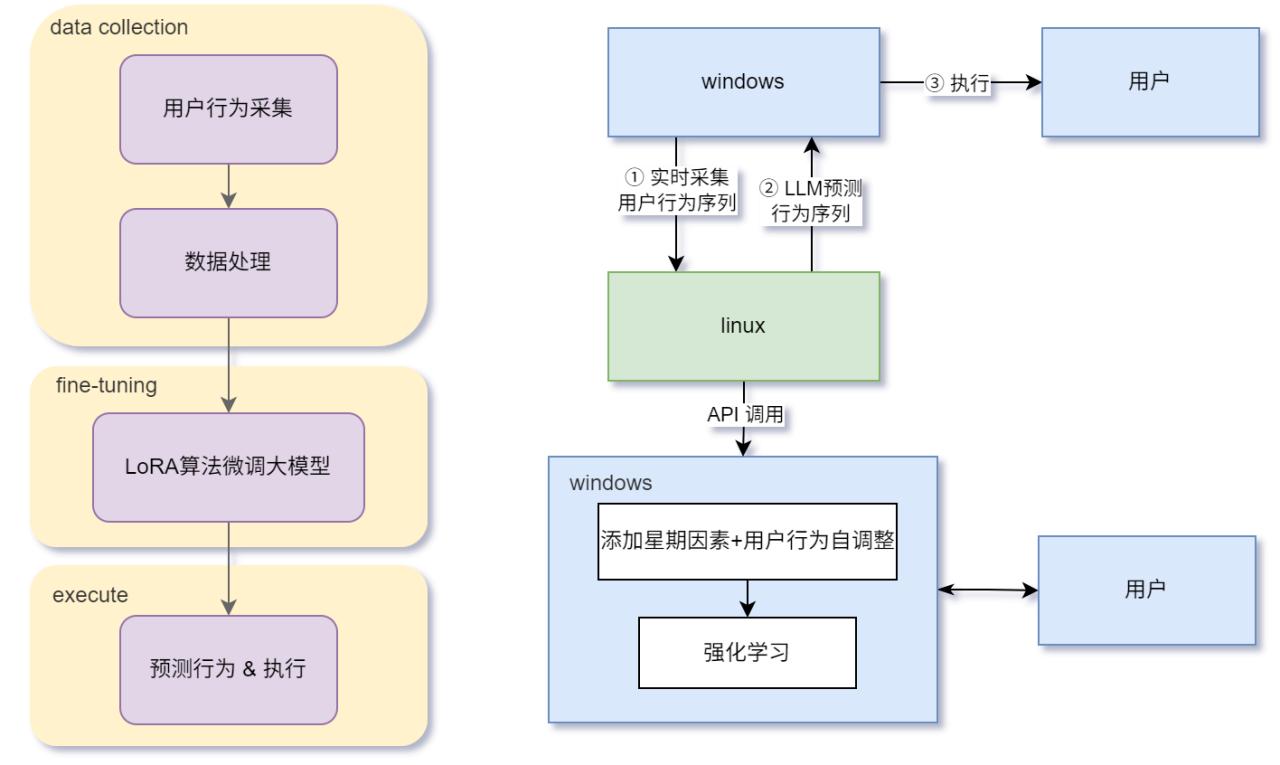 data collection
用户行为采集
数据处理
fine-tuning
LoRA算法微调大模型
execute
预测行为 & 执行
windows
③ 执行
用户
① 实时采集
用户行为序列
② LLM预测
行为序列
linux
API 调用
windows
添加星期因素+用户行为自调整
强化学习
用户